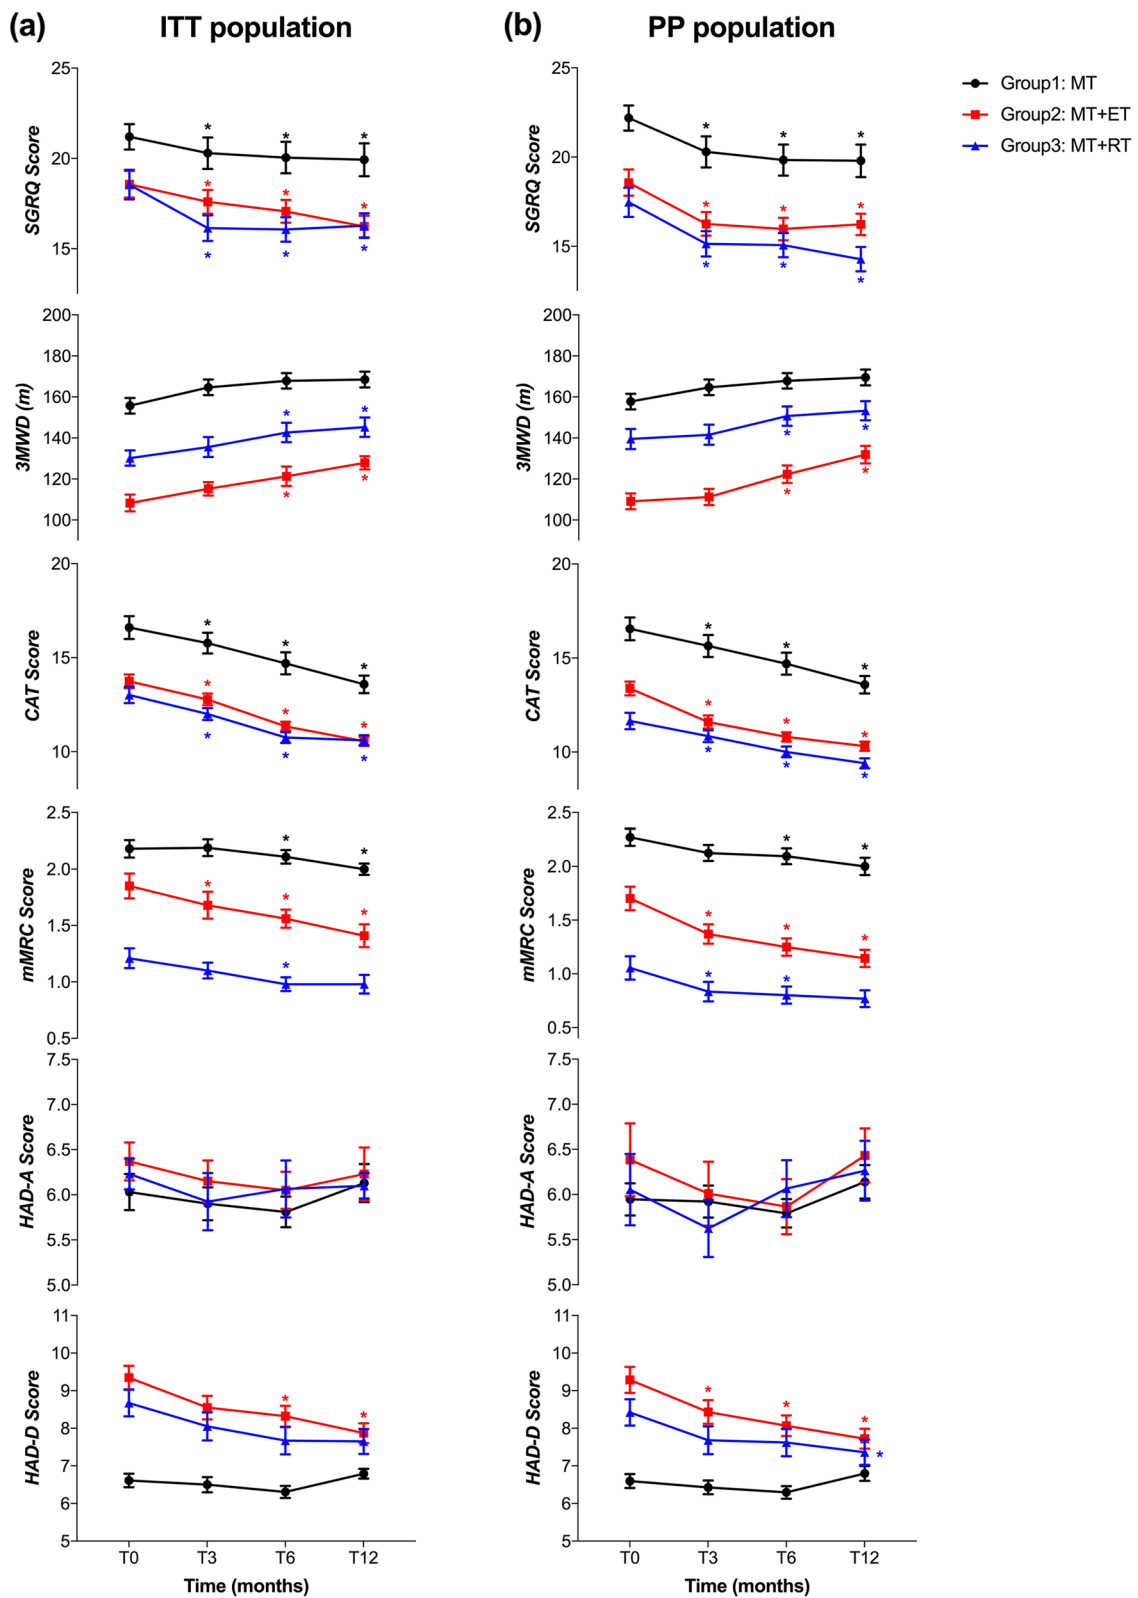 (a) ITT population (b) PP population
Group1: MT
Group2: MT+ET
Group3: MT+RT
SGRQ Score
25
20
15
* * *
* * *
* * *
SGRQ Score
25
20
15
* * *
* * *
* * *
3MWD (m)
200
180
160
140
120
100
* *
* *
3MWD (m)
200
180
160
140
120
100
* *
* *
CAT Score
20
15
10
* * *
* * *
* * *
CAT Score
20
15
10
* * *
* * *
* * *
mMRC Score
2.5
2.0
1.5
1.0
0.5
* *
* * *
*
mMRC Score
2.5
2.0
1.5
1.0
0.5
* *
* * *
* *
HAD-A Score
7.5
7.0
6.5
6.0
5.5
5.0
HAD-A Score
7.5
7.0
6.5
6.0
5.5
5.0
HAD-D Score
11
10
9
8
7
6
5
* *
T0 T3 T6 T12
Time (months)
HAD-D Score
11
10
9
8
7
6
5
* * *
*
T0 T3 T6 T12
Time (months)